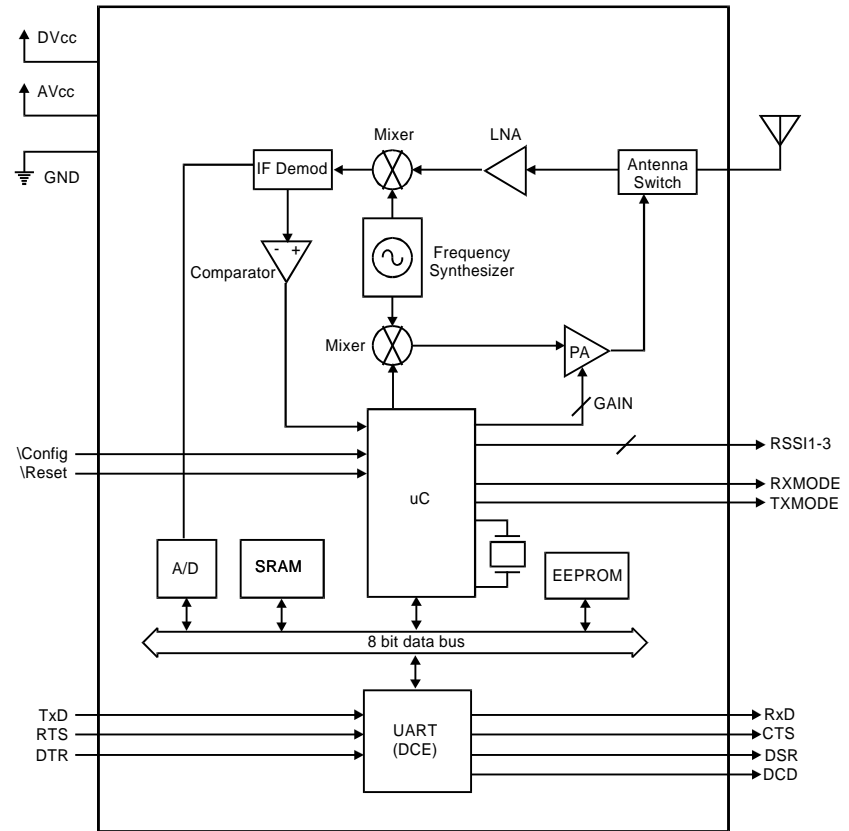 DVcc
AVcc
GND
Mixer
LNA
IF Demod
Antenna
Switch
- +
Comparator
Frequency
Synthesizer
Mixer
PA
GAIN
\Config
\Reset
RSSI1-3
uC
RXMODE
TXMODE
A/D
SRAM
EEPROM
8 bit data bus
TxD
RTS
DTR
UART
(DCE)
RxD
CTS
DSR
DCD